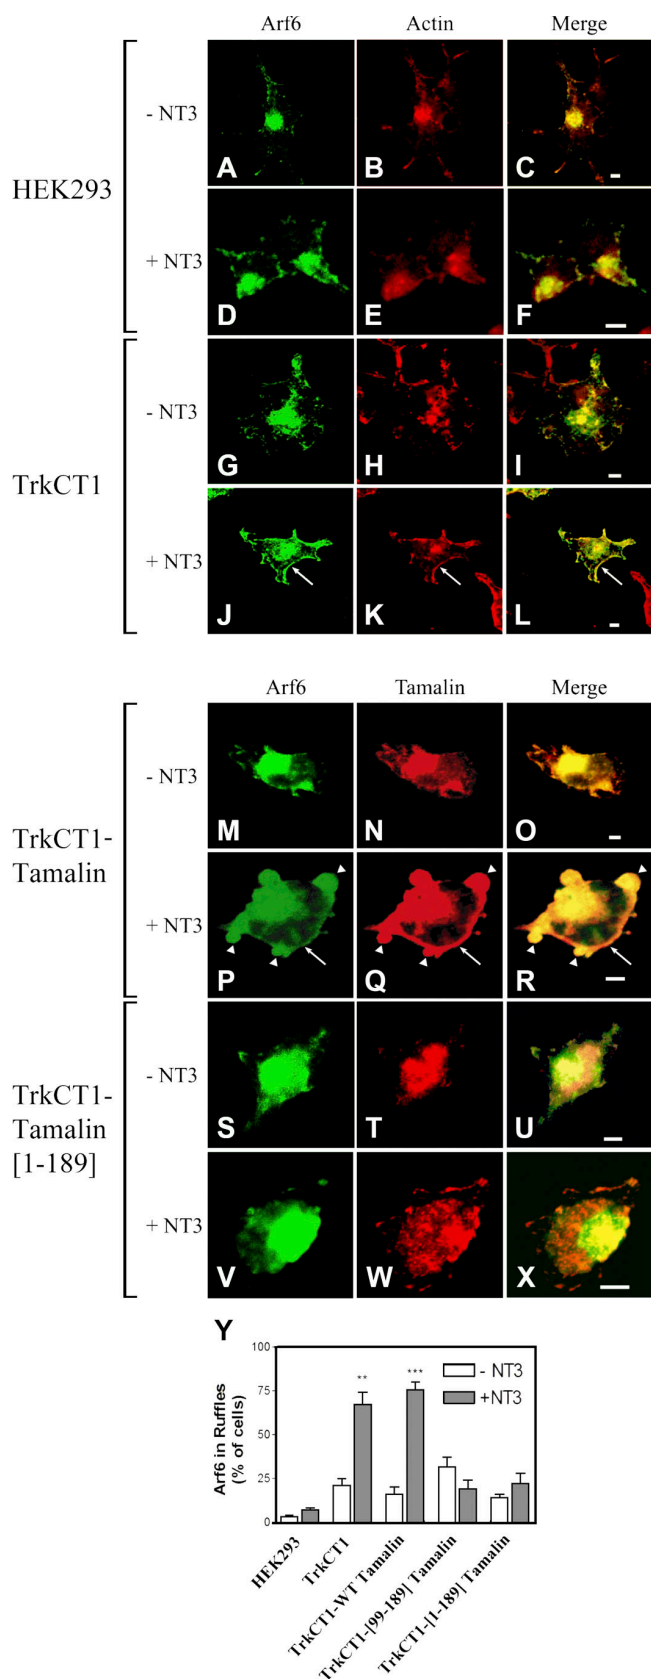 Arf6 Actin Merge
HEK293
- NT3
A B C
+ NT3
D E F
TrkCT1
- NT3
G H I
+ NT3
J K L
Arf6 Tamalin Merge
TrkCT1-
Tamalin
- NT3
M N O
+ NT3
P Q R
TrkCT1-
Tamalin
[1-189]
- NT3
S T U
+ NT3
V W X
Y
Arf6 in Ruffles
(% of cells)
100
75
50
25
0
** ***
- NT3
+NT3
HEK293
TrkCT1
TrkCT1-WT Tamalin
TrkCT1-[99-189] Tamalin
TrkCT1-[1-189] Tamalin